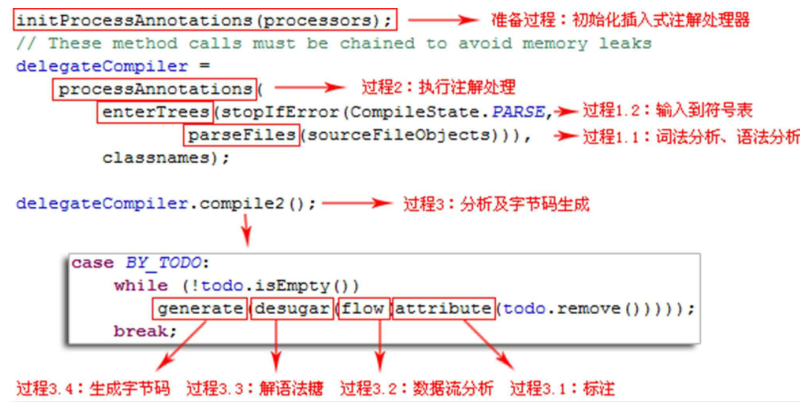 initProcessAnnotations(processors); 准备过程：初始化插入式注解处理器
// These method calls must be chained to avoid memory leaks
delegateCompiler =
processAnnotations( 过程2：执行注解处理
enterTrees(stopIfError(CompileState.PARSE, 过程1.2：输入到符号表
parseFiles(sourceFileObjects))), 过程1.1：词法分析、语法分析
classnames);
delegateCompiler.compile2(); 过程3：分析及字节码生成
case BY_TODO:
while (!todo.isEmpty())
generate(desugar(flow(attribute(todo.remove()))));
break;
过程3.4：生成字节码 过程3.3：解语法糖 过程3.2：数据流分析 过程3.1：标注